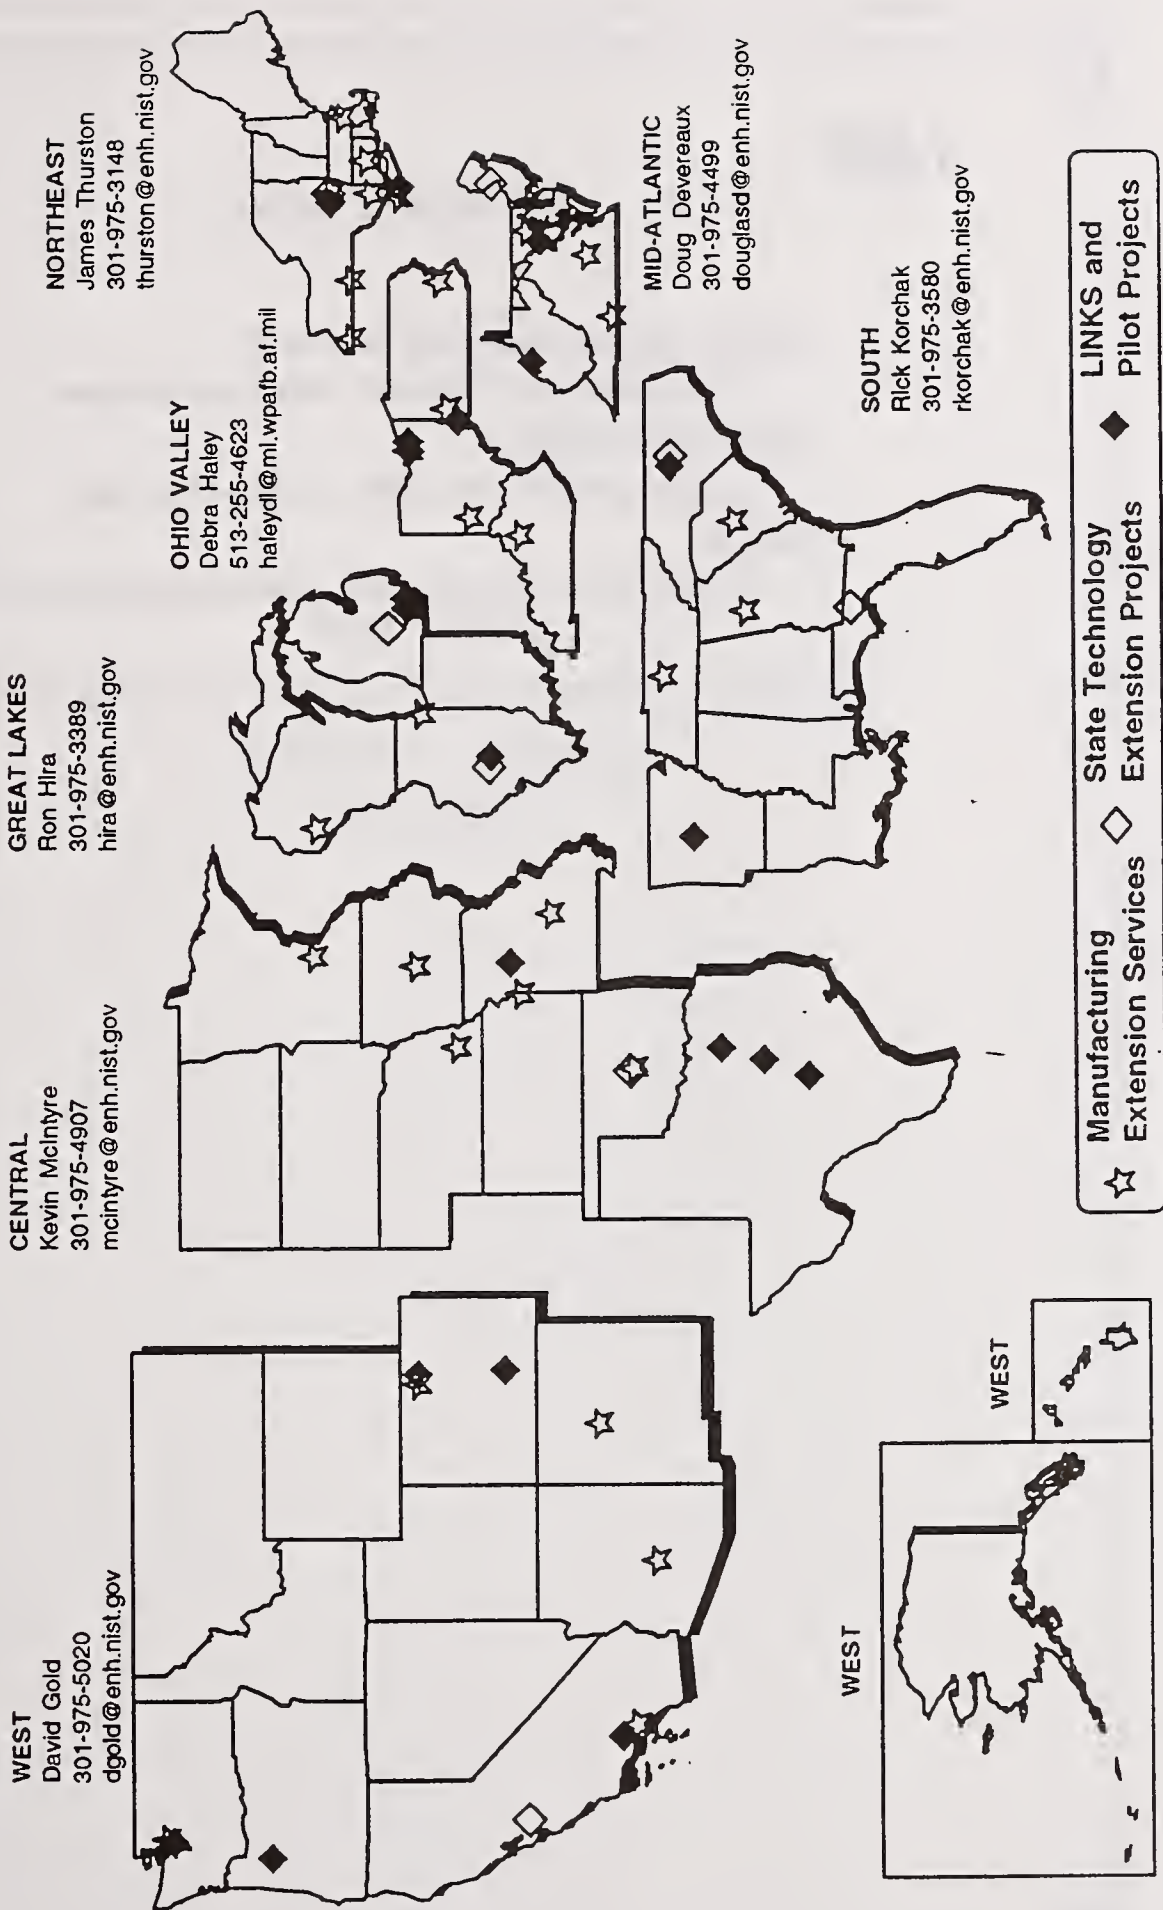 WEST
David Gold
301-975-5020
dgold@enh.nist.gov
CENTRAL
Kevin McIntyre
301-975-4907
mcintyre@enh.nist.gov
GREAT LAKES
Ron Hira
301-975-3389
hira@enh.nist.gov
OHIO VALLEY
Debra Haley
513-255-4623
haleydl@ml.wpafb.af.mil
NORTHEAST
James Thurston
301-975-3148
thurston@enh.nist.gov
MID-ATLANTIC
Doug Devereaux
301-975-4499
douglasd@enh.nist.gov
SOUTH
Rick Korchak
301-975-3580
rkorchak@enh.nist.gov
WEST
WEST
Manufacturing
Extension Services
State Technology
Extension Projects
LINKS and
Pilot Projects